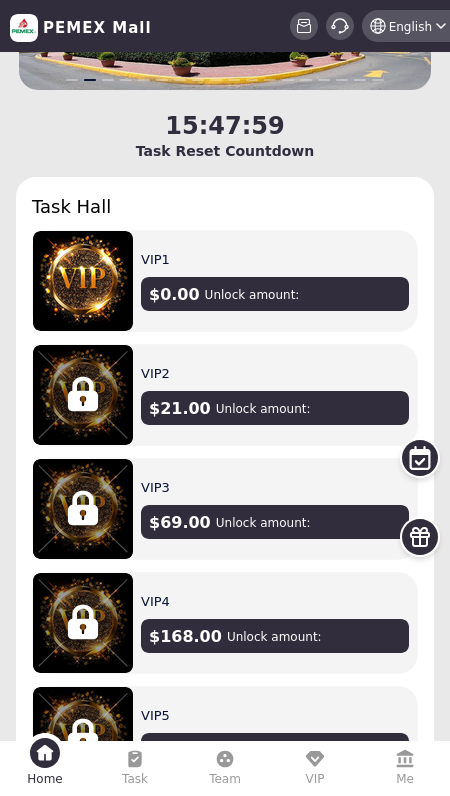 PEMEX
PEMEX Mall
English
15:47:59
Task Reset Countdown
Task Hall
VIP
VIP1
$0.00 Unlock amount:
VIP2
$21.00 Unlock amount:
VIP3
$69.00 Unlock amount:
VIP4
$168.00 Unlock amount:
VIP5
Home
Task
Team
VIP
Me